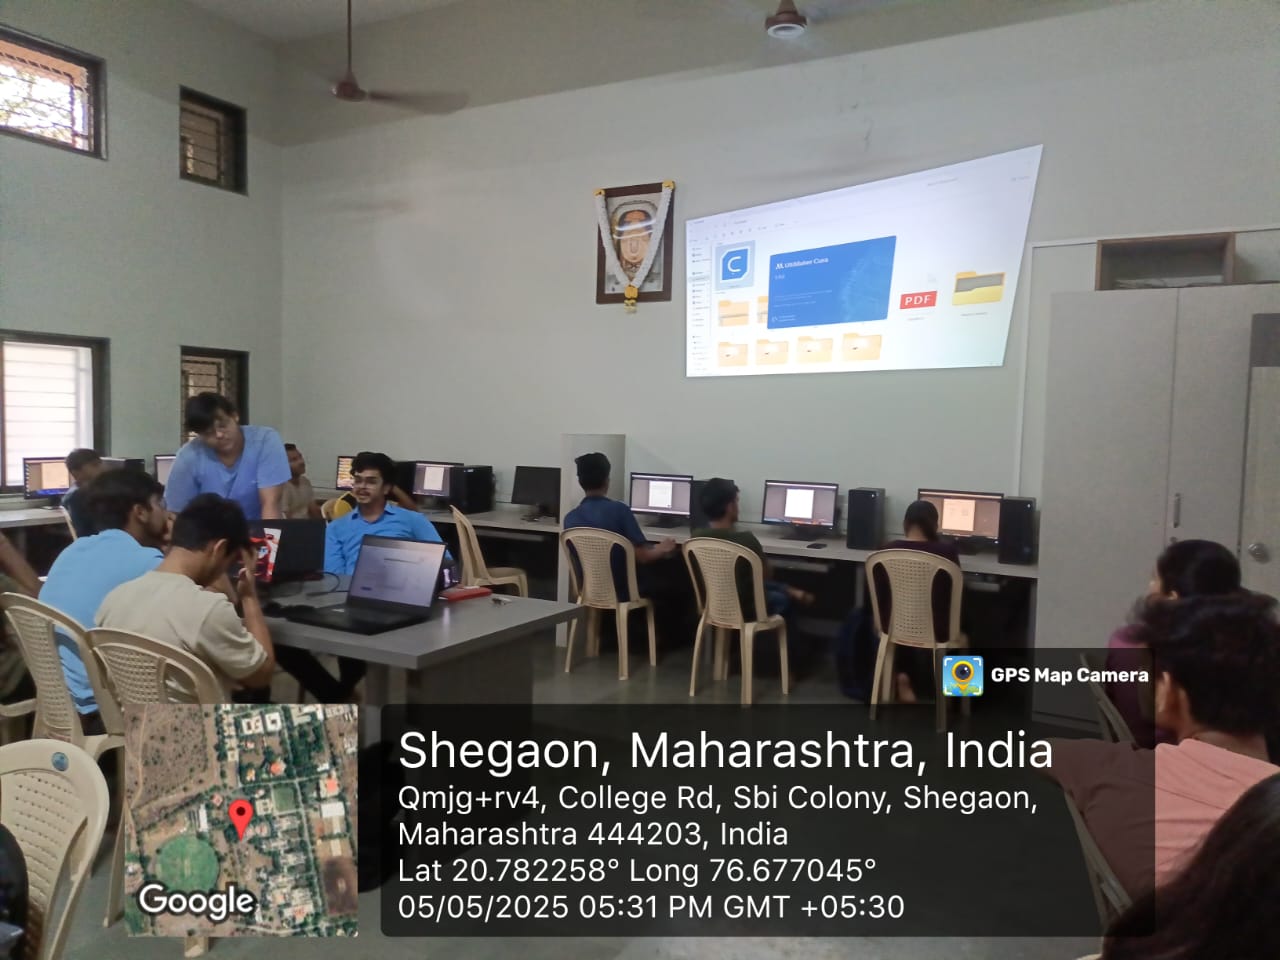 UltiMaker Cura
PDF
GPS Map Camera
Shegaon, Maharashtra, India
Qmjg+rv4, College Rd, Sbi Colony, Shegaon,
Maharashtra 444203, India
Lat 20.782258° Long 76.677045°
05/05/2025 05:31 PM GMT +05:30
Google